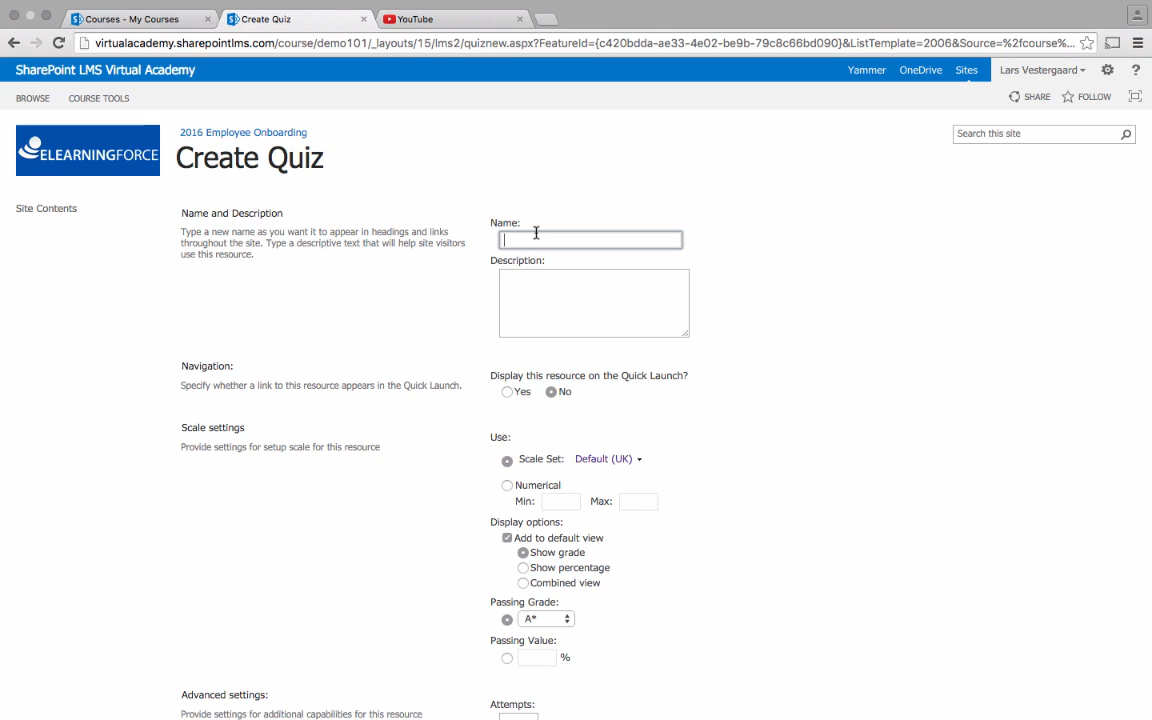 Courses - My Courses
Create Quiz
YouTube
virtualacademy.sharepointlms.com/course/demo101/_layouts/15/lms2/quiznew.aspx?FeatureId={c420bdda-ae33-4e02-be9b-79c8c66bd090}&ListTemplate=2006&Source=%2fcourse%...
SharePoint LMS Virtual Academy
Yammer OneDrive Sites Lars Vestergaard ?
BROWSE COURSE TOOLS
SHARE FOLLOW
ELEARNINGFORCE
2016 Employee Onboarding
Create Quiz
Search this site
Site Contents
Name and Description
Type a new name as you want it to appear in headings and links
throughout the site. Type a descriptive text that will help site visitors
use this resource.
Name:
Description:
Navigation:
Specify whether a link to this resource appears in the Quick Launch.
Display this resource on the Quick Launch?
Yes No
Scale settings
Provide settings for setup scale for this resource
Use:
Scale Set: Default (UK)
Numerical
Min: Max:
Display options:
Add to default view
Show grade
Show percentage
Combined view
Passing Grade:
A*
Passing Value:
%
Advanced settings:
Provide settings for additional capabilities for this resource
Attempts: